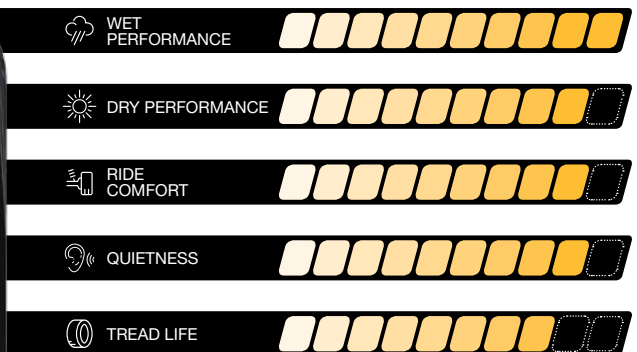 WET
PERFORMANCE
DRY PERFORMANCE
RIDE
COMFORT
QUIETNESS
TREAD LIFE